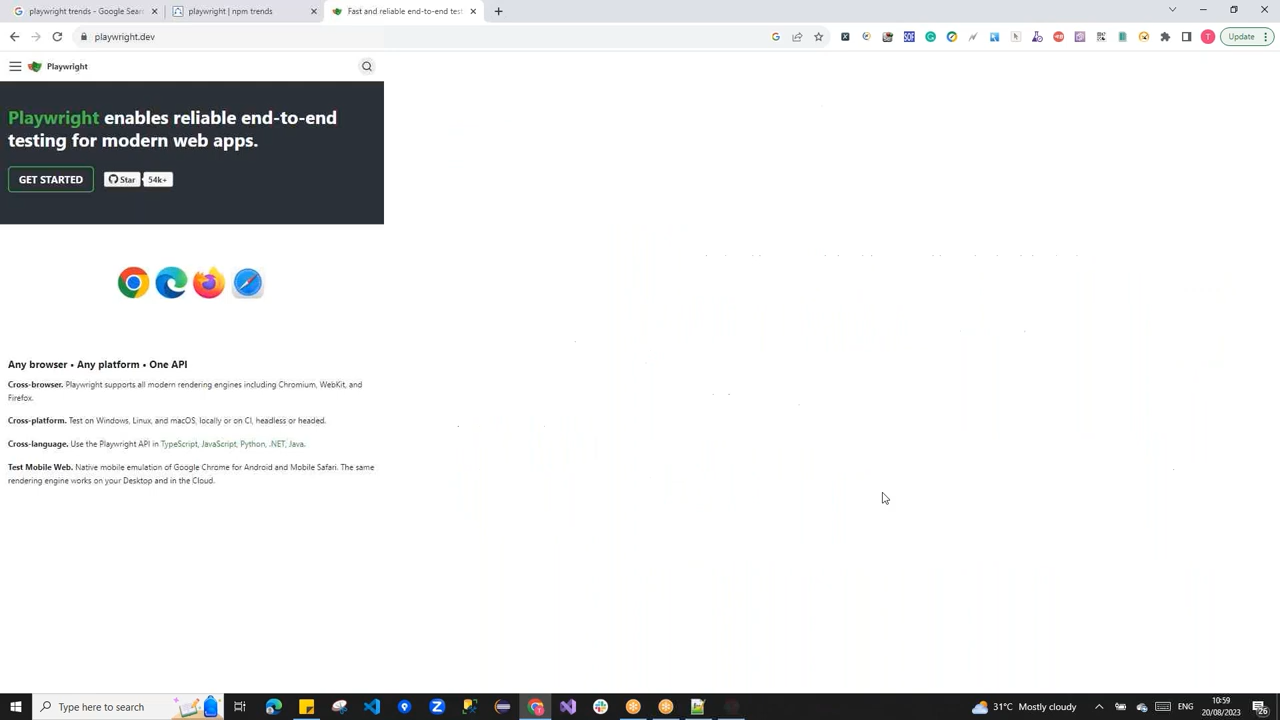 playwright trends - Google Sear
playwright | npm trends
Fast and reliable end-to-end test
playwright.dev
Update
Playwright
Playwright enables reliable end-to-end
testing for modern web apps.
GET STARTED
Star
54k+
Any browser • Any platform • One API
Cross-browser. Playwright supports all modern rendering engines including Chromium, WebKit, and
Firefox.
Cross-platform. Test on Windows, Linux, and macOS, locally or on CI, headless or headed.
Cross-language. Use the Playwright API in TypeScript, JavaScript, Python, .NET, Java.
Test Mobile Web. Native mobile emulation of Google Chrome for Android and Mobile Safari. The same
rendering engine works on your Desktop and in the Cloud.
Type here to search
31°C Mostly cloudy
ENG
10:59
20/08/2023
26